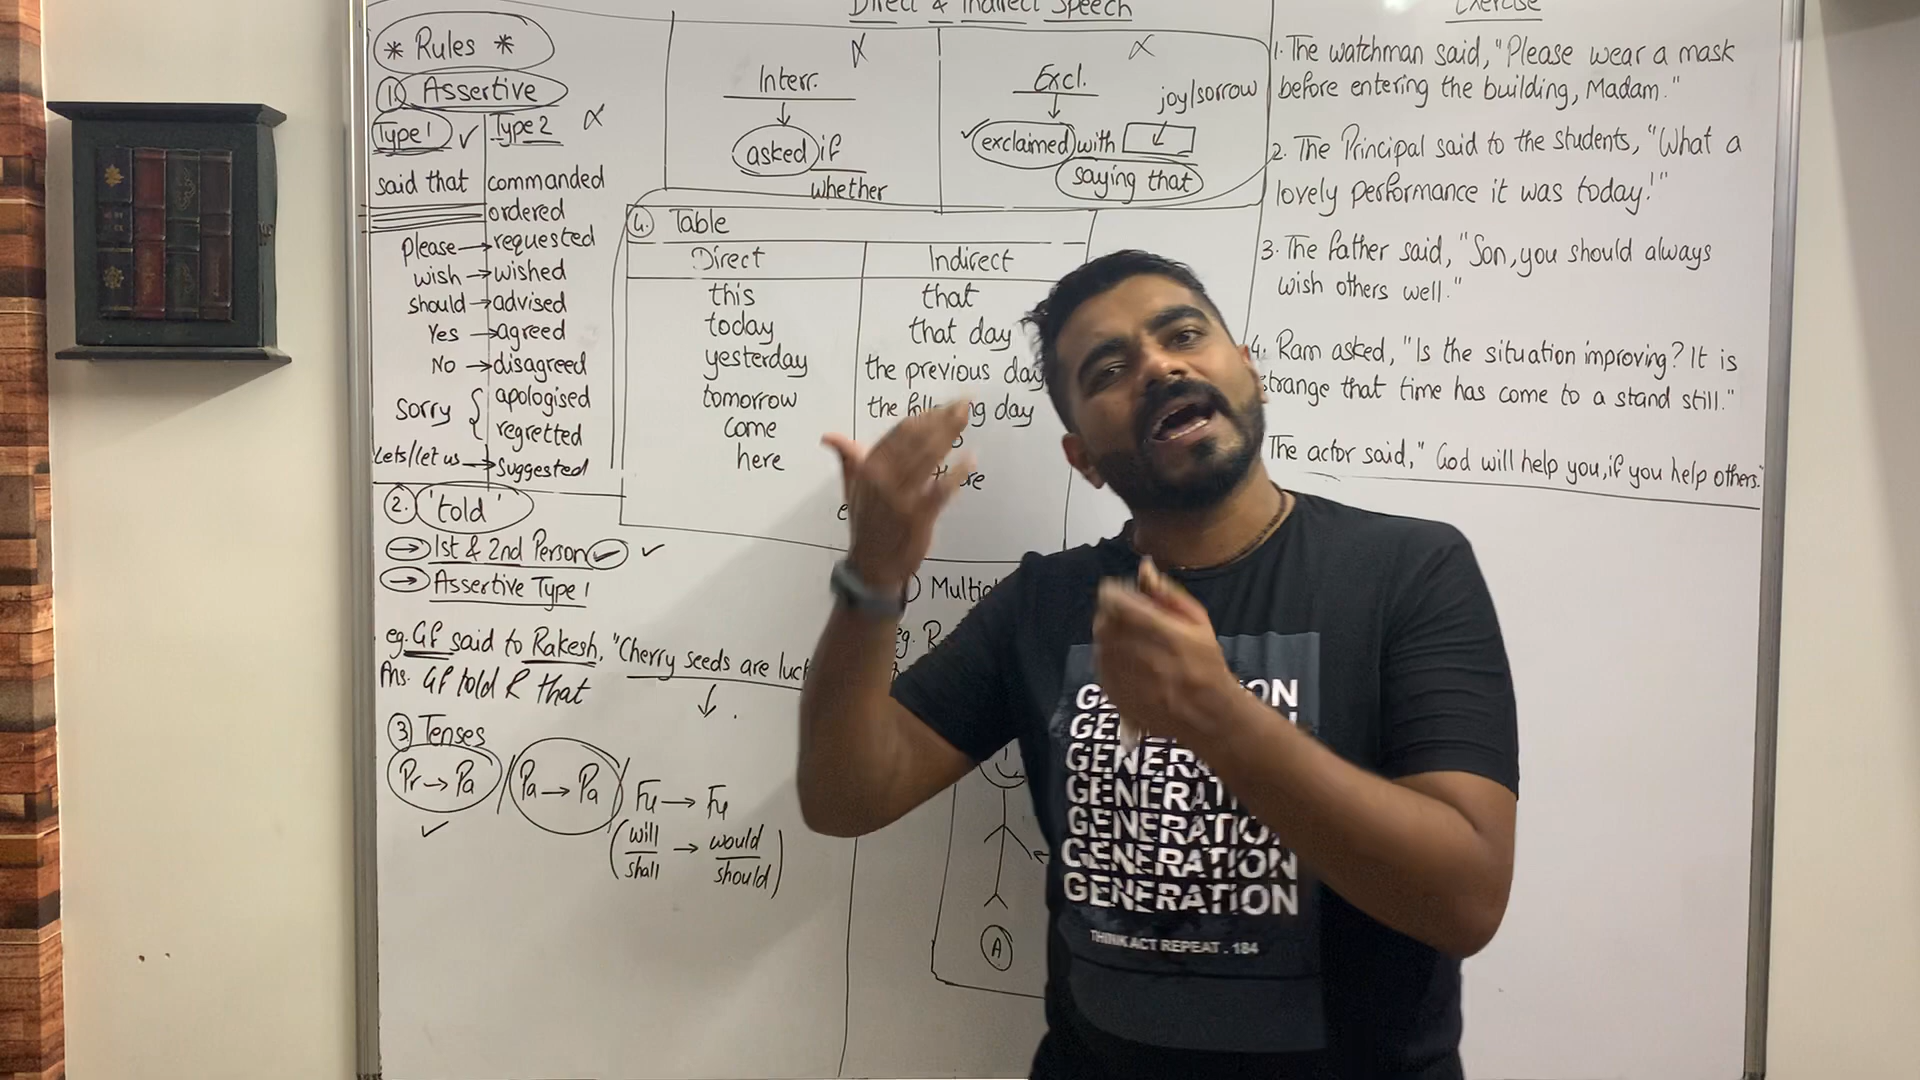 Direct & Indirect Speech
* Rules *
1. Assertive
Type 1 ✓
Type 2 ∝
said that
commanded
ordered
Please → requested
wish → wished
should → advised
Yes → agreed
No → disagreed
Sorry { apologised
regretted
Lets/let us → suggested
Interr. ∝
asked if
whether
Excl. ∝
joy/sorrow
✓ exclaimed with
saying that
4. Table
Direct Indirect
this that
today that day
yesterday the previous day
tomorrow the following day
come
here
2. 'told'
→ 1st & 2nd Person ✓ ✓
→ Assertive Type 1
eg. GF said to Rakesh, "Cherry seeds are
Ans. GF told R that
3. Tenses
Pr → Pa / Pa → Pa / Fu → Fu
✓
(will → would
shall should)
eg. R
A
GENERATION
GENERATION
GENERATION
GENERATION
THINK ACT REPEAT . 184
Exercise
1. The watchman said, "Please wear a mask
before entering the building, Madam."
2. The Principal said to the students, "What a
lovely performance it was today!"
3. The father said, "Son, you should always
wish others well."
4. Ram asked, "Is the situation improving? It is
strange that time has come to a stand still."
The actor said, "God will help you, if you help others."